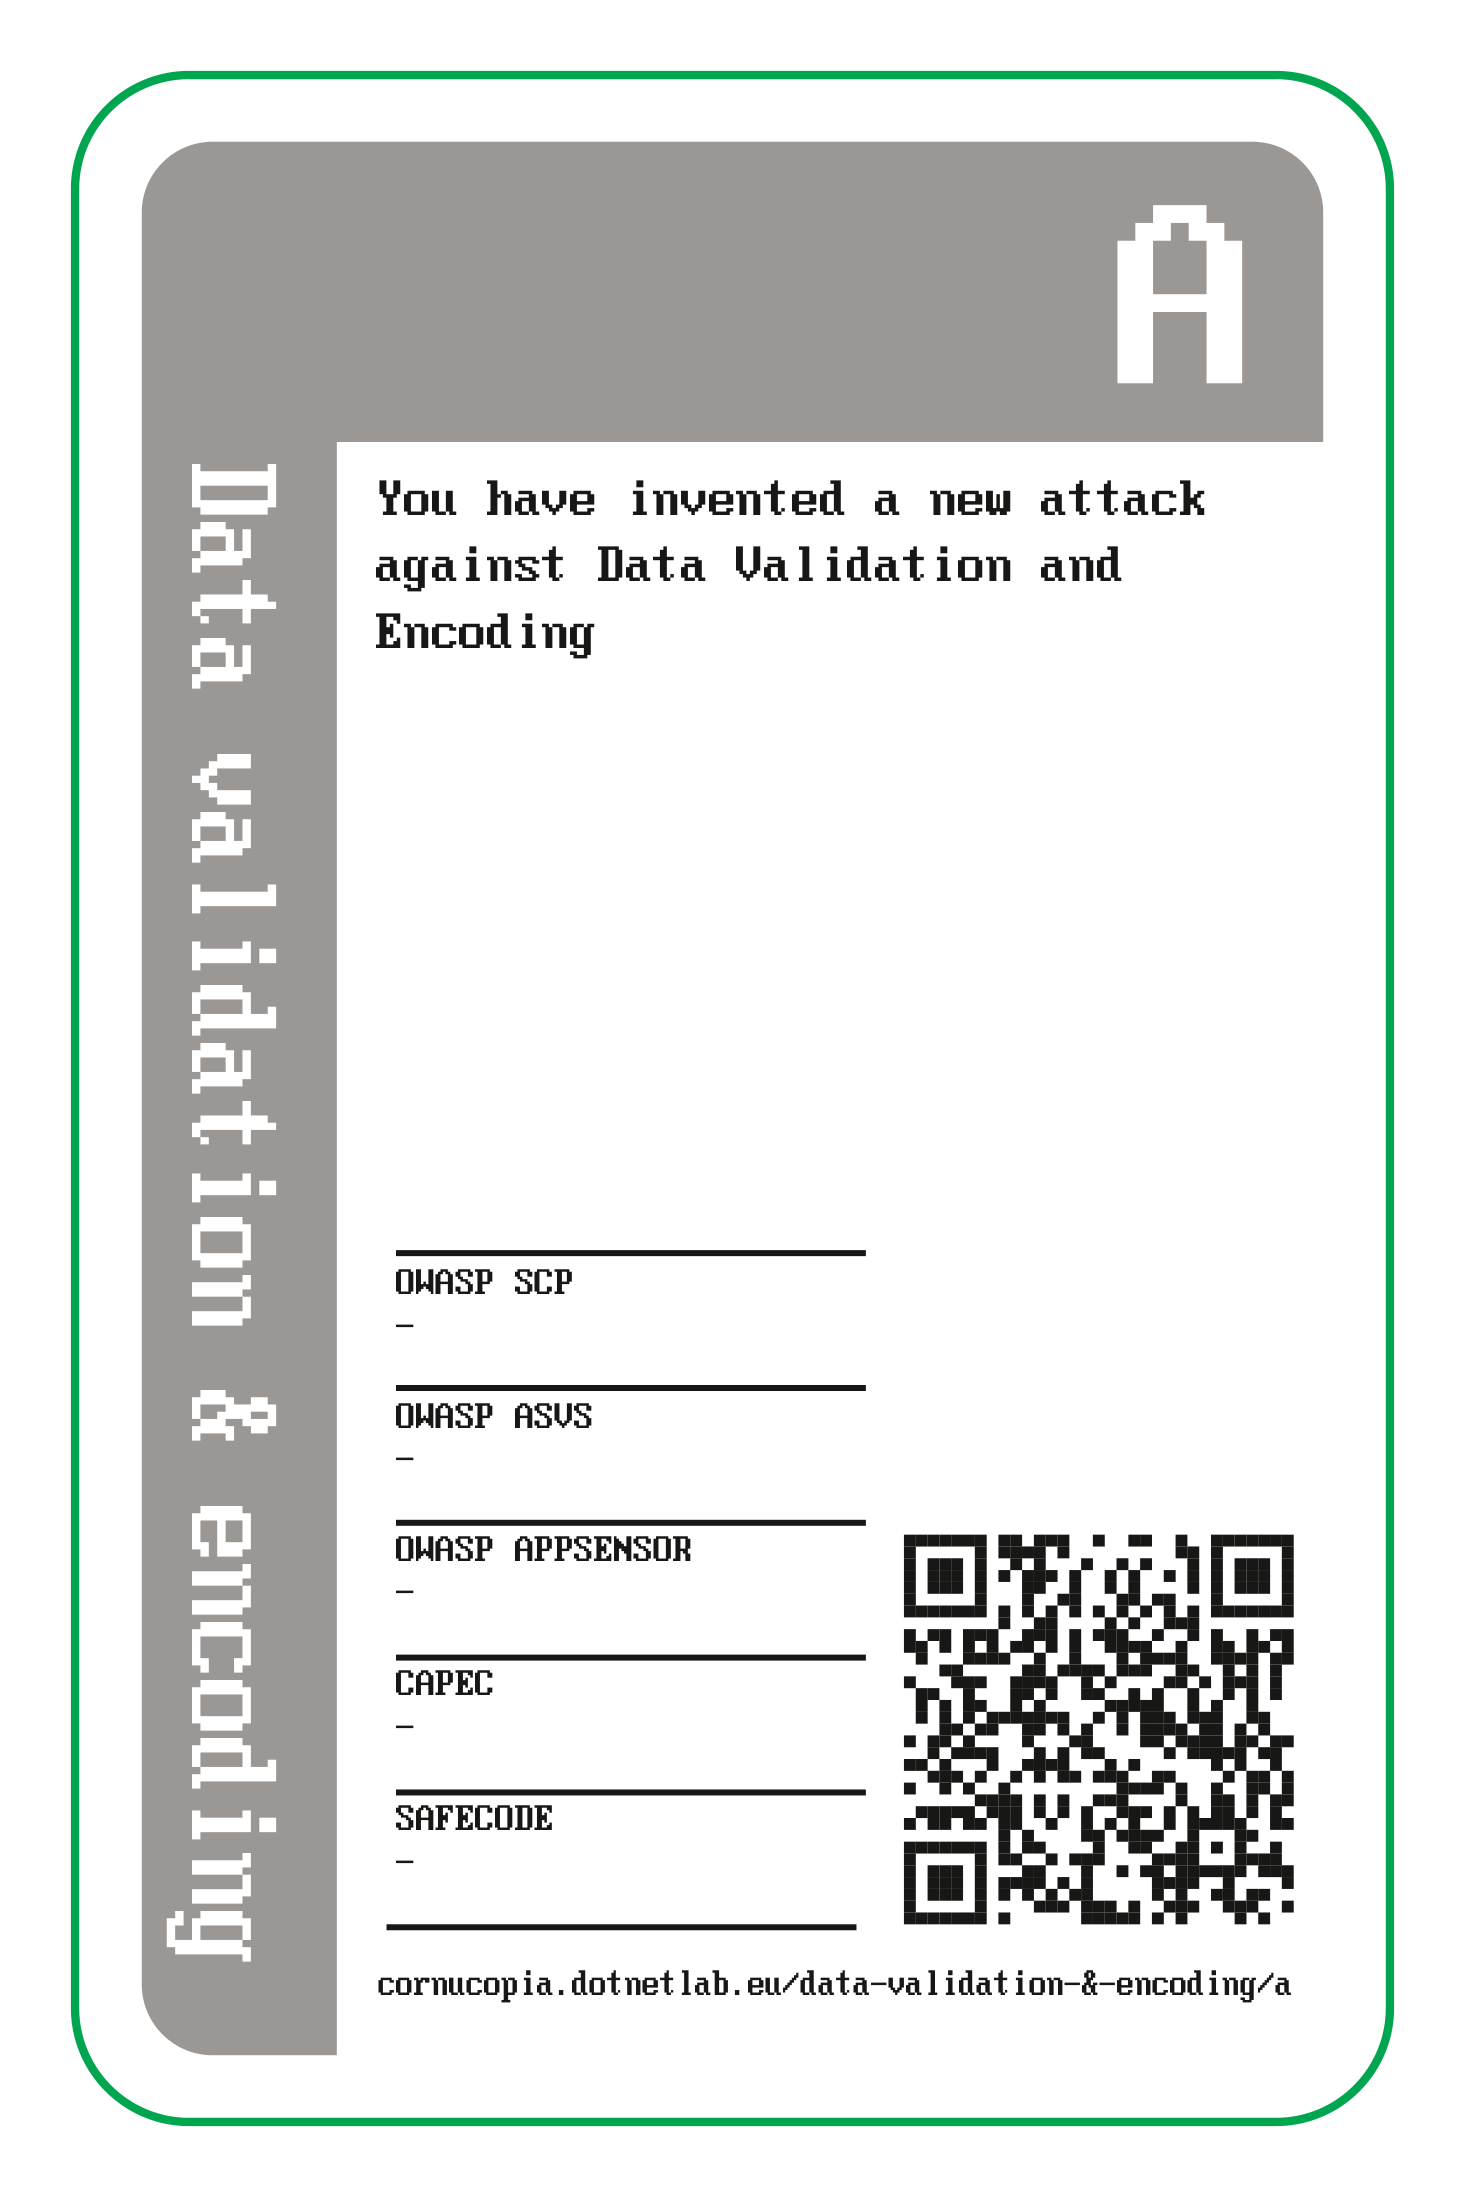 A
Data validation & encoding
You have invented a new attack
against Data Validation and
Encoding
OWASP SCP
-
OWASP ASVS
-
OWASP APPSENSOR
-
CAPEC
-
SAFECODE
-
cornucopia.dotnetlab.eu/data-validation-&-encoding/a